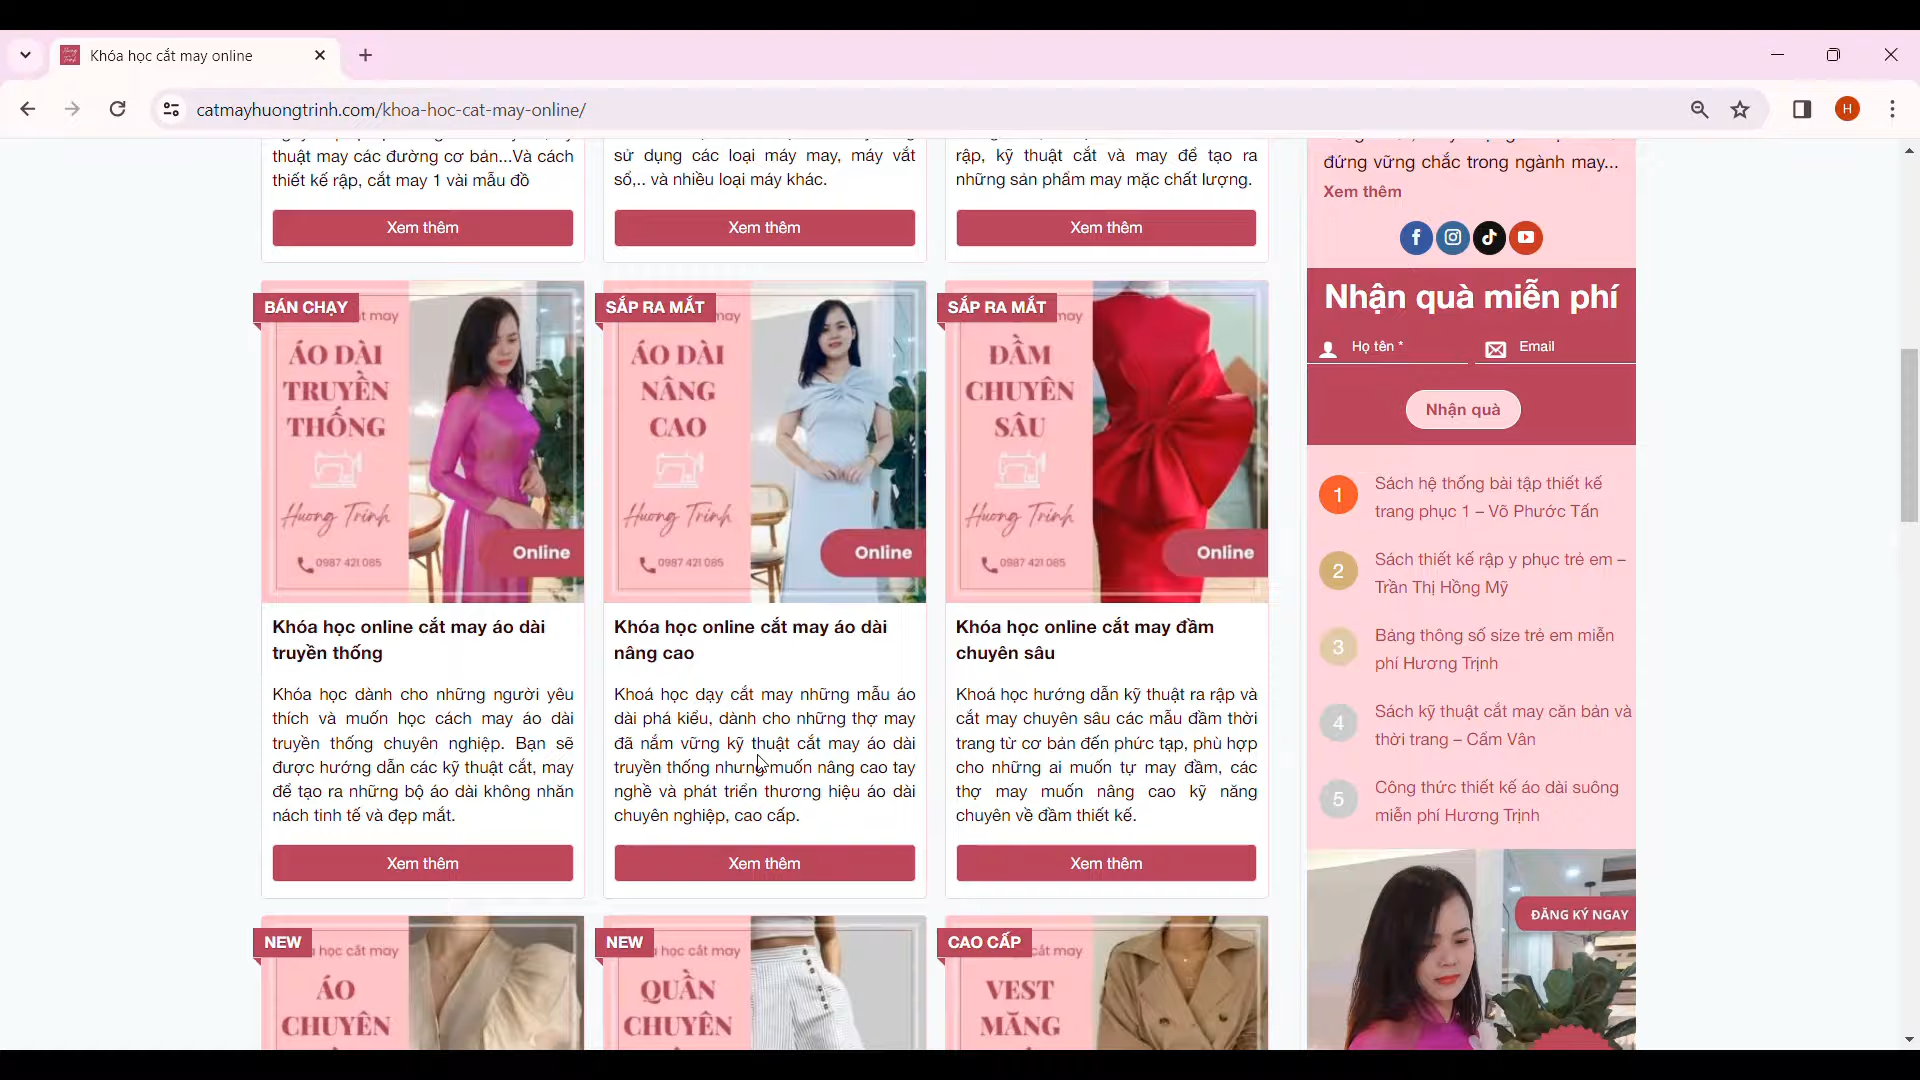 Khóa học cắt may online
catmayhuongtrinh.com/khoa-hoc-cat-may-online/
H
thuật may các đường cơ bản...Và cách
thiết kế rập, cắt may 1 vài mẫu đồ
Xem thêm
sử dụng các loại máy may, máy vắt
sổ,.. và nhiều loại máy khác.
Xem thêm
rập, kỹ thuật cắt và may để tạo ra
những sản phẩm may mặc chất lượng.
Xem thêm
BÁN CHẠY
t may
ÁO DÀI
TRUYỀN
THỐNG
Huong Trinh
0987 421 085
Online
Khóa học online cắt may áo dài
truyền thống
Khóa học dành cho những người yêu
thích và muốn học cách may áo dài
truyền thống chuyên nghiệp. Bạn sẽ
được hướng dẫn các kỹ thuật cắt, may
để tạo ra những bộ áo dài không nhăn
nách tinh tế và đẹp mắt.
Xem thêm
SẮP RA MẮT
may
ÁO DÀI
NÂNG
CAO
Huong Trinh
0987 421 085
Online
Khóa học online cắt may áo dài
nâng cao
Khoá học dạy cắt may những mẫu áo
dài phá kiểu, dành cho những thợ may
đã nắm vững kỹ thuật cắt may áo dài
truyền thống nhưng muốn nâng cao tay
nghề và phát triển thương hiệu áo dài
chuyên nghiệp, cao cấp.
Xem thêm
SẮP RA MẮT
may
ĐẦM
CHUYÊN
SÂU
Huong Trinh
0987 421 085
Online
Khóa học online cắt may đầm
chuyên sâu
Khoá học hướng dẫn kỹ thuật ra rập và
cắt may chuyên sâu các mẫu đầm thời
trang từ cơ bản đến phức tạp, phù hợp
cho những ai muốn tự may đầm, các
thợ may muốn nâng cao kỹ năng
chuyên về đầm thiết kế.
Xem thêm
NEW
học cắt may
ÁO
CHUYÊN
NEW
học cắt may
QUẦN
CHUYÊN
CAO CẤP
cắt may
VEST
MĂNG
đứng vững chắc trong ngành may...
Xem thêm
Nhận quà miễn phí
Họ tên *
Email
Nhận quà
1
Sách hệ thống bài tập thiết kế
trang phục 1 – Võ Phước Tấn
2
Sách thiết kế rập y phục trẻ em –
Trần Thị Hồng Mỹ
3
Bảng thông số size trẻ em miễn
phí Hương Trịnh
4
Sách kỹ thuật cắt may căn bản và
thời trang – Cẩm Vân
5
Công thức thiết kế áo dài suông
miễn phí Hương Trịnh
ĐĂNG KÝ NGAY